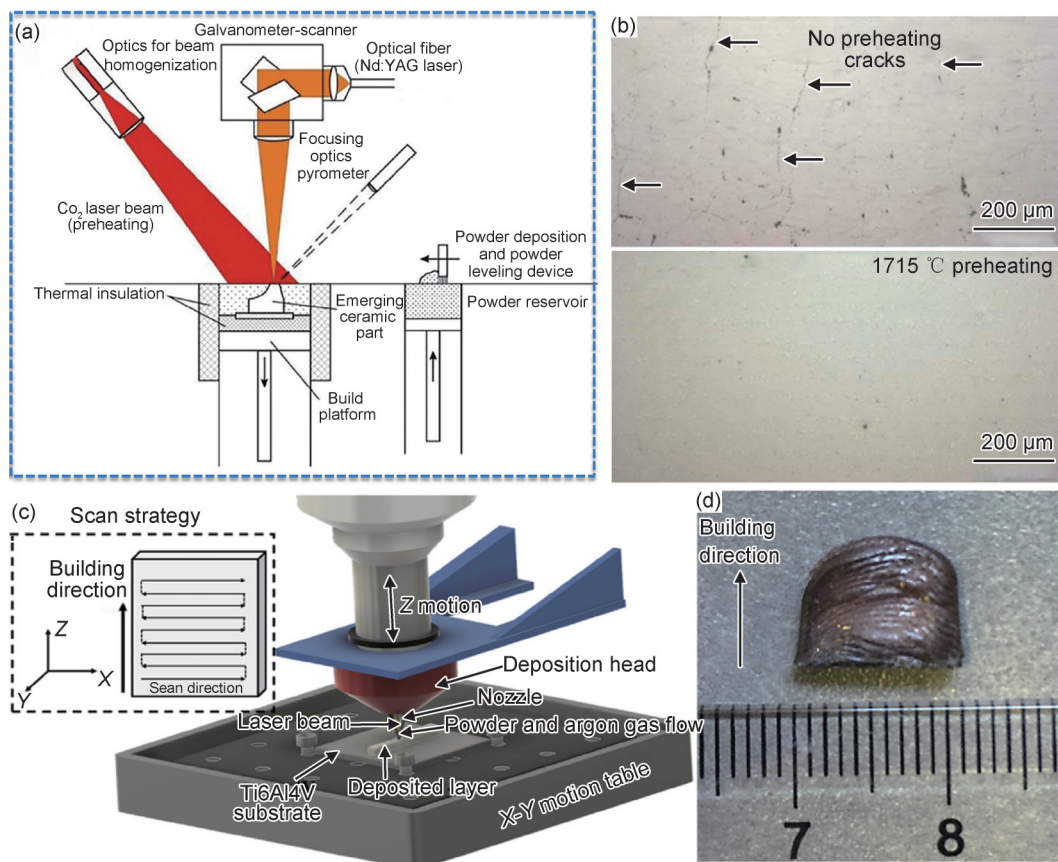 (a)
Galvanometer-scanner
Optics for beam
homogenization
Optical fiber
(Nd:YAG laser)
Focusing
optics
pyrometer
Co₂ laser beam
(preheating)
Powder deposition
and powder
leveling device
Thermal insulation
Emerging
ceramic part
Powder reservoir
Build
platform
(b)
No preheating
cracks
200 μm
1715 ℃ preheating
200 μm
(c)
Scan strategy
Building
direction
Z
X
Y
Sean direction
Z motion
Deposition head
Nozzle
Laser beam
Powder and argon gas flow
Ti6Al4V
substrate
Deposited layer
X-Y motion table
(d)
Building
direction
7
8